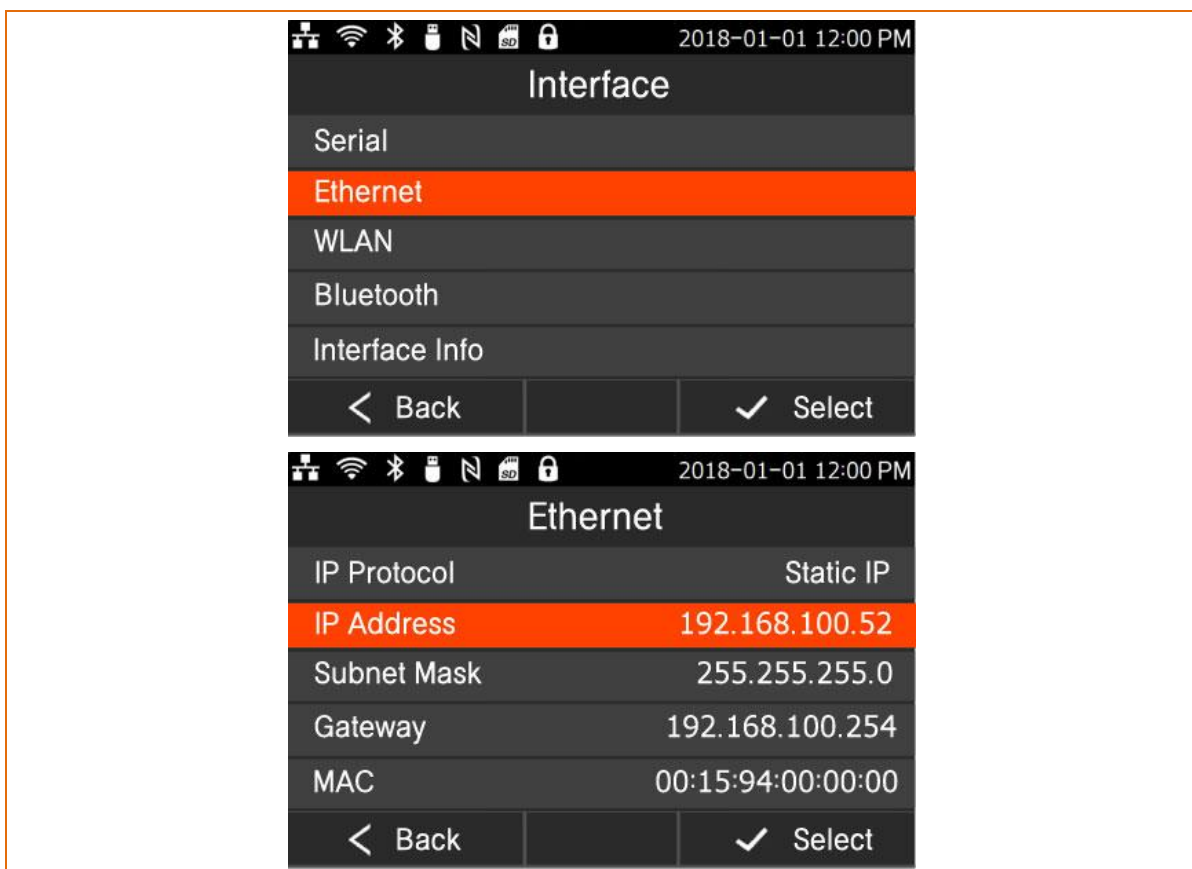 SD 2018-01-01 12:00 PM
Interface
Serial
Ethernet
WLAN
Bluetooth
Interface Info
< Back ✓ Select
SD 2018-01-01 12:00 PM
Ethernet
IP Protocol Static IP
IP Address 192.168.100.52
Subnet Mask 255.255.255.0
Gateway 192.168.100.254
MAC 00:15:94:00:00:00
< Back ✓ Select